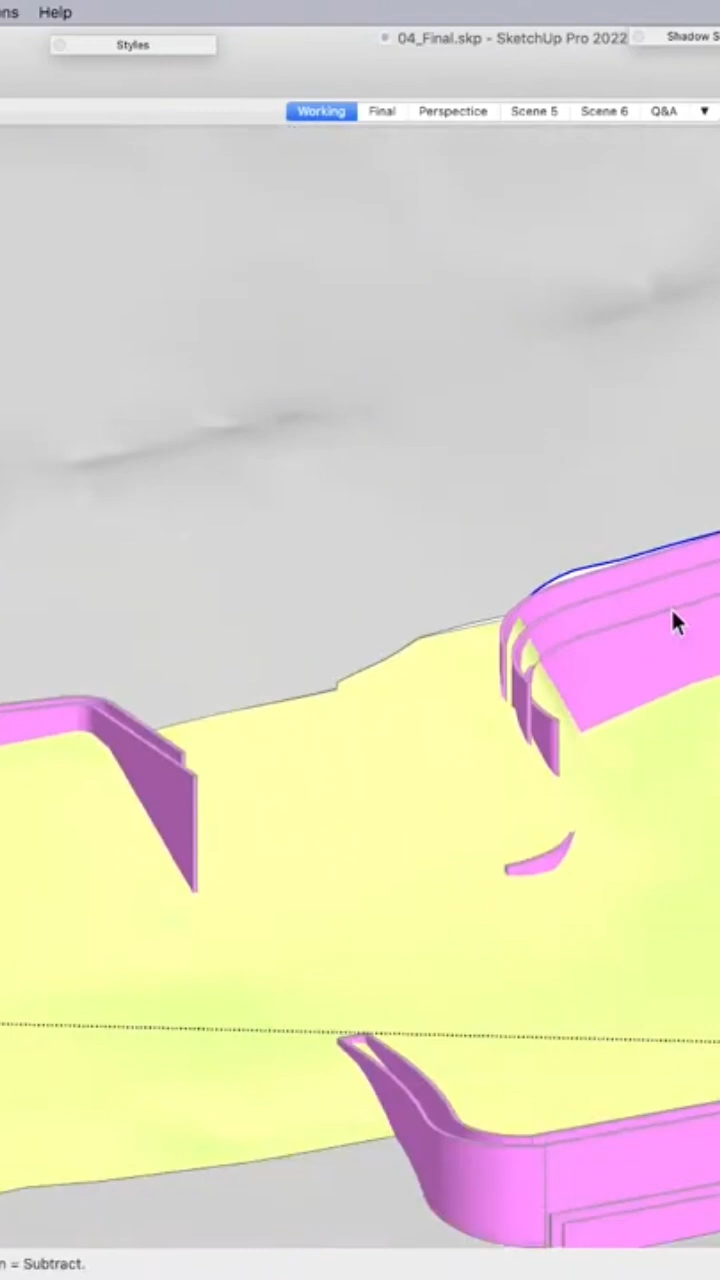 Help
Styles
04_Final.skp - SketchUp Pro 2022
Shadow S
Working Final Perspectice Scene 5 Scene 6 Q&A
= Subtract.